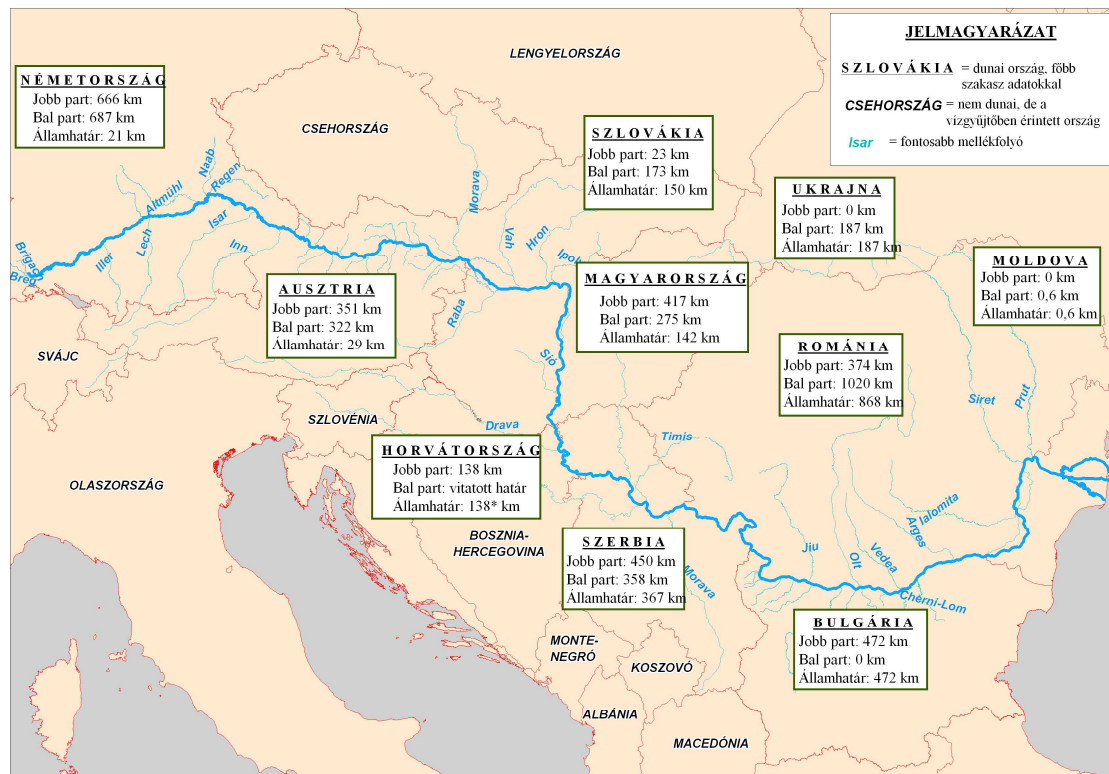 LENGYELORSZÁG
JELMAGYARÁZAT
SZLOVÁKIA = dunai ország, főbb
szakasz adatokkal
CSEHORSZÁG = nem dunai, de a
vízgyűjtőben érintett ország
Isar = fontosabb mellékfolyó
NÉMETORSZÁG
Jobb part: 666 km
Bal part: 687 km
Államhatár: 21 km
CSEHORSZÁG
SZLOVÁKIA
Jobb part: 23 km
Bal part: 173 km
Államhatár: 150 km
UKRAJNA
Jobb part: 0 km
Bal part: 187 km
Államhatár: 187 km
MOLDOVA
Jobb part: 0 km
Bal part: 0,6 km
Államhatár: 0,6 km
Naab
Regen
Altmühl
Morava
Isar
Lech
Iller
Inn
Brigach
Breg
Vah
Hron
Ipoly
AUSZTRIA
Jobb part: 351 km
Bal part: 322 km
Államhatár: 29 km
Raba
MAGYARORSZÁG
Jobb part: 417 km
Bal part: 275 km
Államhatár: 142 km
ROMÁNIA
Jobb part: 374 km
Bal part: 1020 km
Államhatár: 868 km
SVÁJC
Sió
Siret
Prut
SZLOVÉNIA
Drava
Timis
HORVÁTORSZÁG
Jobb part: 138 km
Bal part: vitatott határ
Államhatár: 138* km
OLASZORSZÁG
BOSZNIA-
HERCEGOVINA
SZERBIA
Jobb part: 450 km
Bal part: 358 km
Államhatár: 367 km
Morava
Jiu
Olt
Vedea
Arges
Ialomita
Cherni-Lom
BULGÁRIA
Jobb part: 472 km
Bal part: 0 km
Államhatár: 472 km
MONTE-
NEGRÓ
KOSZOVÓ
ALBÁNIA
MACEDÓNIA